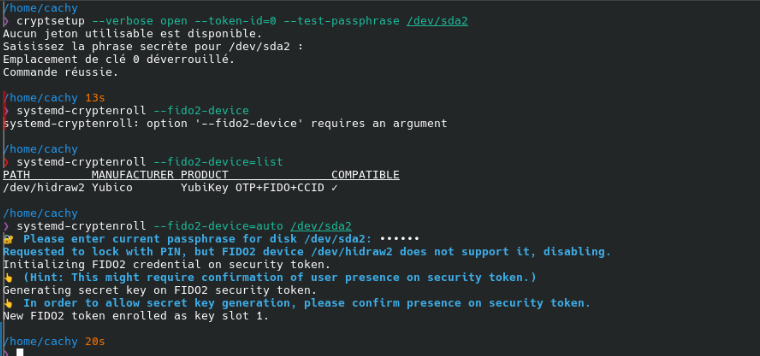 /home/cachy
❯ cryptsetup --verbose open --token-id=0 --test-passphrase /dev/sda2
Aucun jeton utilisable est disponible.
Saisissez la phrase secrète pour /dev/sda2 :
Emplacement de clé 0 déverrouillé.
Commande réussie.
/home/cachy 13s
❯ systemd-cryptenroll --fido2-device
systemd-cryptenroll: option '--fido2-device' requires an argument
/home/cachy
❯ systemd-cryptenroll --fido2-device=list
PATH MANUFACTURER PRODUCT COMPATIBLE
/dev/hidraw2 Yubico YubiKey OTP+FIDO+CCID ✓
/home/cachy
❯ systemd-cryptenroll --fido2-device=auto /dev/sda2
🔐 Please enter current passphrase for disk /dev/sda2: ••••••
Requested to lock with PIN, but FIDO2 device /dev/hidraw2 does not support it, disabling.
Initializing FIDO2 credential on security token.
👆 (Hint: This might require confirmation of user presence on security token.)
Generating secret key on FIDO2 security token.
👆 In order to allow secret key generation, please confirm presence on security token.
New FIDO2 token enrolled as key slot 1.
/home/cachy 20s
❯